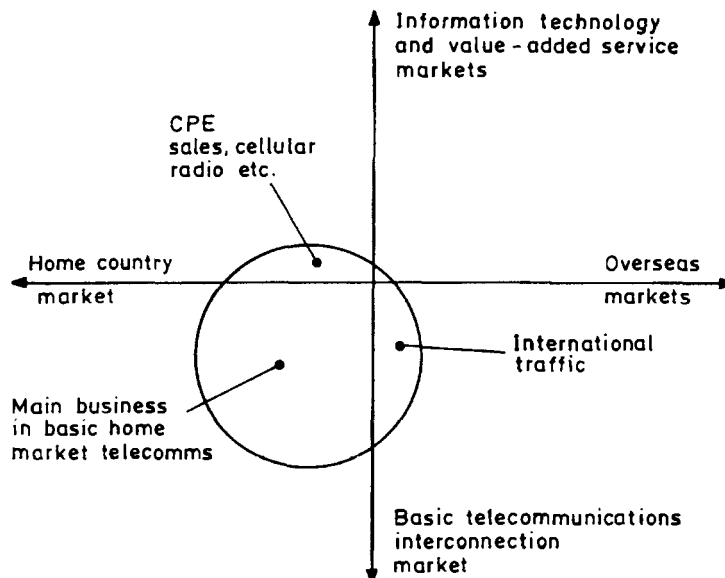 Information technology
and value-added service
markets
CPE
sales, cellular
radio etc.
Home country
market
Overseas
markets
International
traffic
Main business
in basic home
market telecomms
Basic telecommunications
interconnection
market